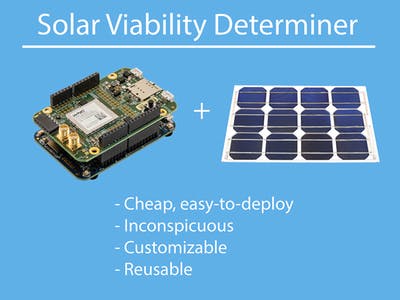 Solar Viability Determiner
+
- Cheap, easy-to-deploy
- Inconspicuous
- Customizable
- Reusable